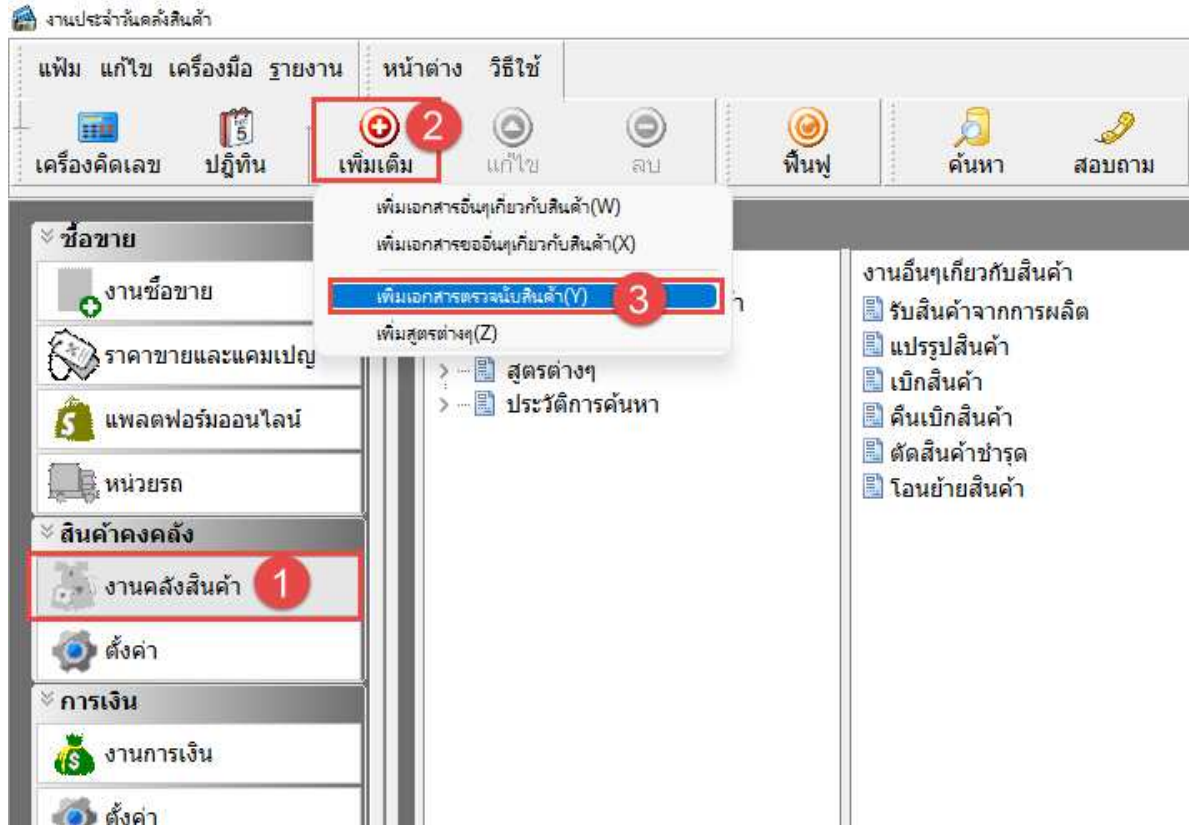 งานประจำวันคลังสินค้า
แฟ้ม แก้ไข เครื่องมือ รายงาน หน้าต่าง วิธีใช้
เครื่องคิดเลข ปฏิทิน เพิ่มเติม แก้ไข ลบ ฟื้นฟู ค้นหา สอบถาม
2
เพิ่มเอกสารอื่นๆเกี่ยวกับสินค้า(W)
เพิ่มเอกสารขออื่นๆเกี่ยวกับสินค้า(X)
เพิ่มเอกสารตรวจนับสินค้า(Y)
3
เพิ่มสูตรต่างๆ(Z)
ซื้อขาย
งานซื้อขาย
ราคาขายและแคมเปญ
แพลตฟอร์มออนไลน์
หน่วยรถ
สินค้าคงคลัง
งานคลังสินค้า
1
ตั้งค่า
การเงิน
งานการเงิน
ตั้งค่า
สูตรต่างๆ
ประวัติการค้นหา
งานอื่นๆเกี่ยวกับสินค้า
รับสินค้าจากการผลิต
แปรรูปสินค้า
เบิกสินค้า
คืนเบิกสินค้า
ตัดสินค้าชำรุด
โอนย้ายสินค้า